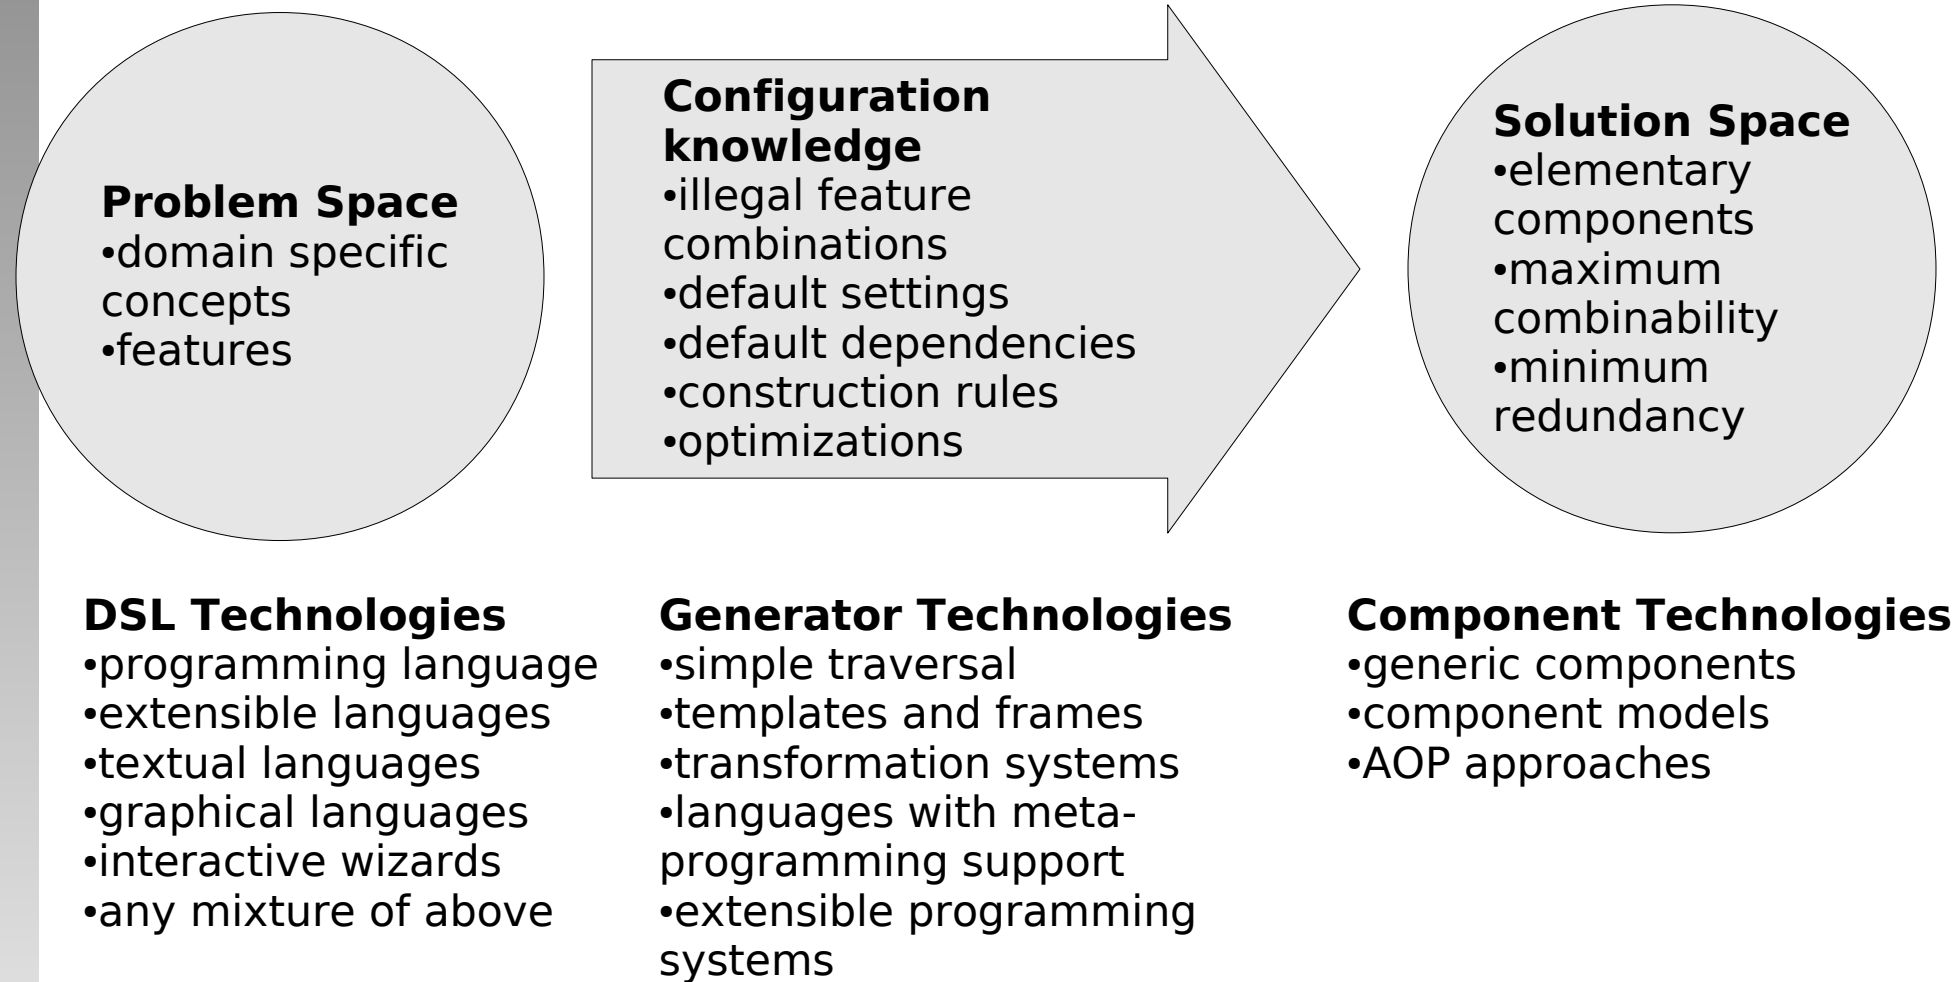 Problem Space
•domain specific
concepts
•features
Configuration
knowledge
•illegal feature
combinations
•default settings
•default dependencies
•construction rules
•optimizations
Solution Space
•elementary
components
•maximum
combinability
•minimum
redundancy
DSL Technologies
•programming language
•extensible languages
•textual languages
•graphical languages
•interactive wizards
•any mixture of above
Generator Technologies
•simple traversal
•templates and frames
•transformation systems
•languages with meta-
programming support
•extensible programming
systems
Component Technologies
•generic components
•component models
•AOP approaches